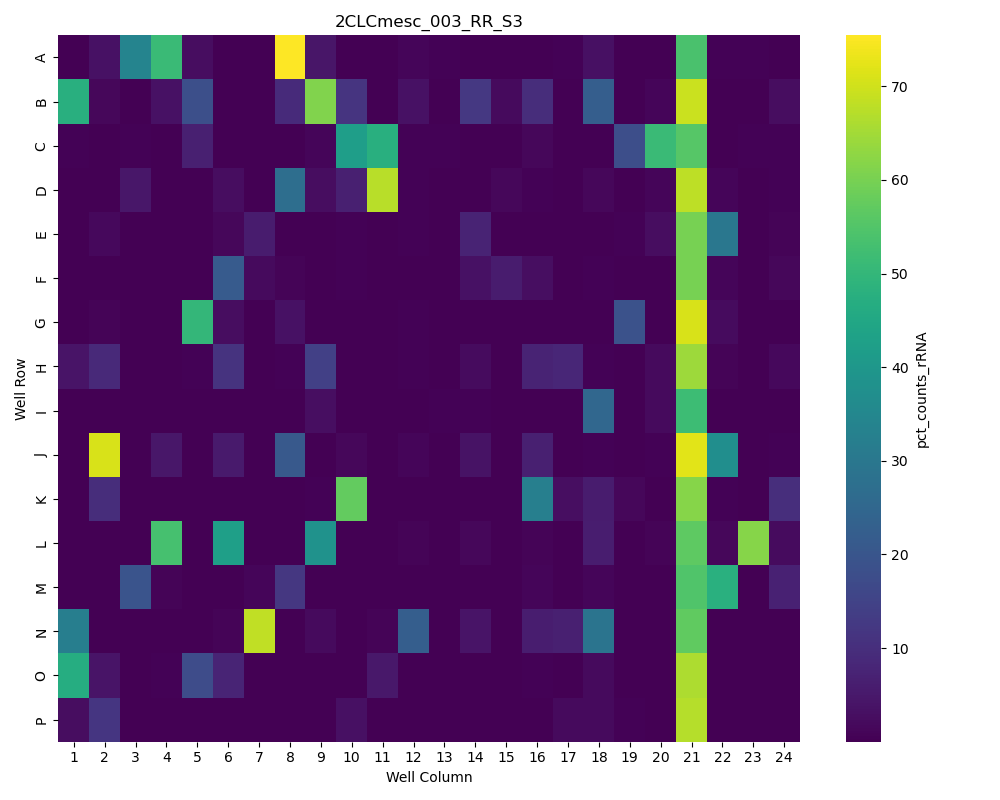 2CLCmesc_003_RR_S3
A
B
C
D
E
F
G
H
I
J
K
L
M
N
O
P
Well Row
1 2 3 4 5 6 7 8 9 10 11 12 13 14 15 16 17 18 19 20 21 22 23 24
Well Column
70
60
50
40
30
20
10
pct_counts_rRNA